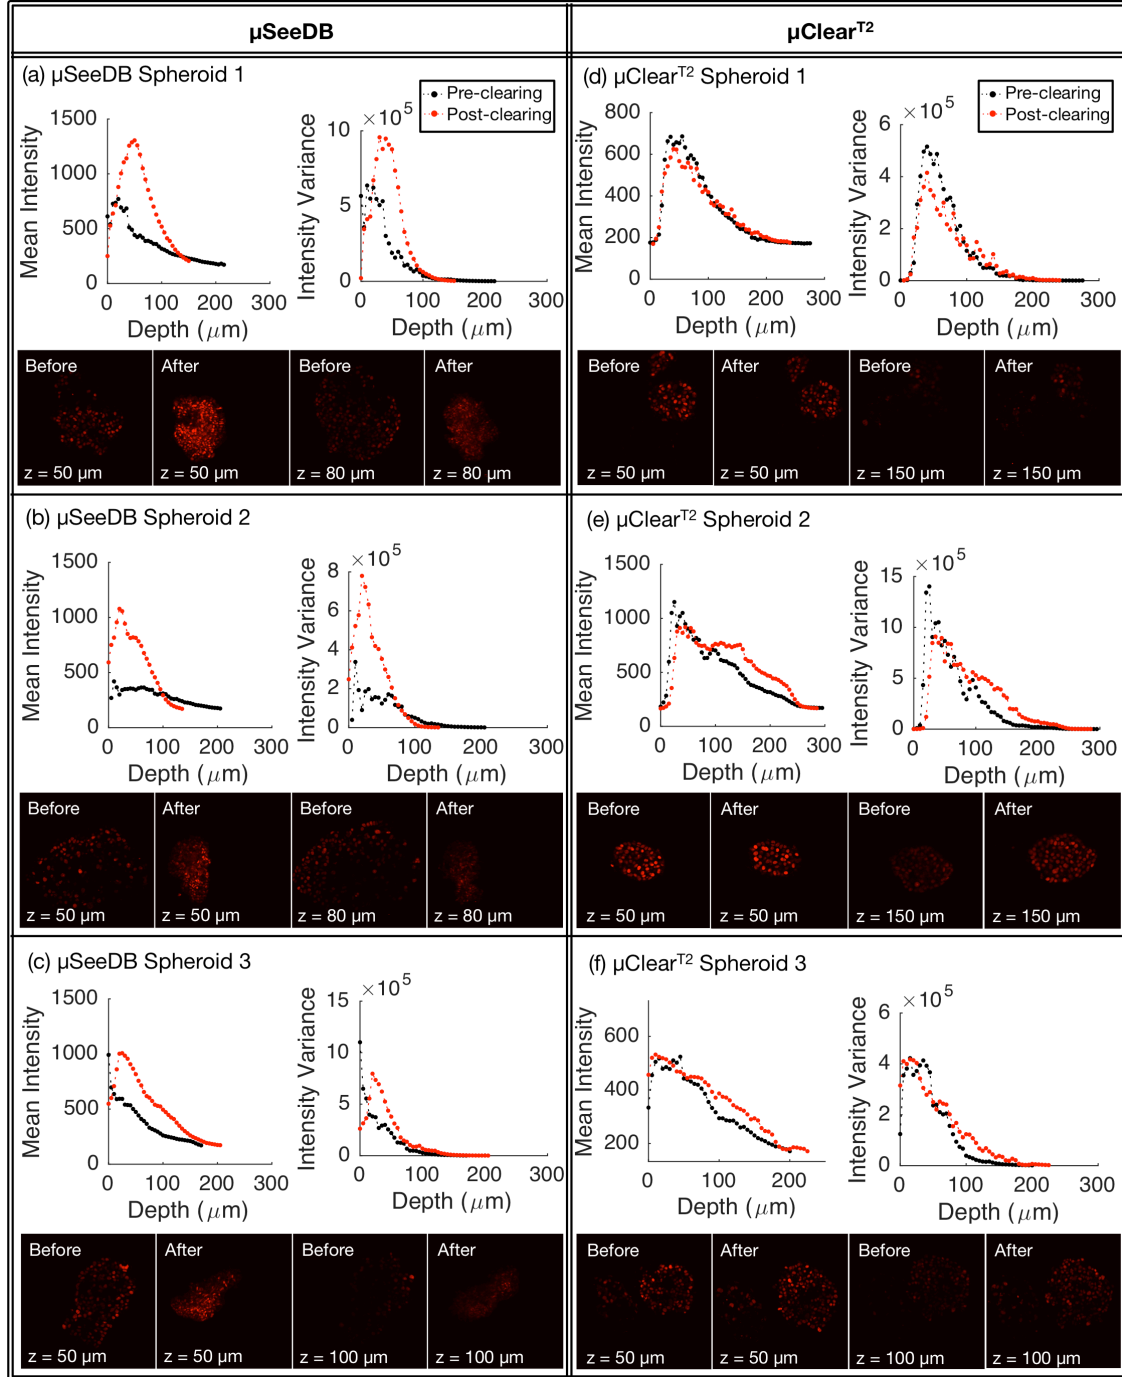 µSeeDB
µClearT2
(a) µSeeDB Spheroid 1
Pre-clearing
Post-clearing
Mean Intensity
1500
1000
500
0
0 100 200 300
Depth (µm)
Intensity Variance
×10^5
10
5
0
0 100 200 300
Depth (µm)
Before
z = 50 µm
After
z = 50 µm
Before
z = 80 µm
After
z = 80 µm
(d) µClearT2 Spheroid 1
Pre-clearing
Post-clearing
Mean Intensity
800
600
400
200
0
0 100 200 300
Depth (µm)
Intensity Variance
×10^5
6
4
2
0
0 100 200 300
Depth (µm)
Before
z = 50 µm
After
z = 50 µm
Before
z = 150 µm
After
z = 150 µm
(b) µSeeDB Spheroid 2
Mean Intensity
1500
1000
500
0
0 100 200 300
Depth (µm)
Intensity Variance
×10^5
8
6
4
2
0
0 100 200 300
Depth (µm)
Before
z = 50 µm
After
z = 50 µm
Before
z = 80 µm
After
z = 80 µm
(e) µClearT2 Spheroid 2
Mean Intensity
1500
1000
500
0
0 100 200 300
Depth (µm)
Intensity Variance
×10^5
15
10
5
0
0 100 200 300
Depth (µm)
Before
z = 50 µm
After
z = 50 µm
Before
z = 150 µm
After
z = 150 µm
(c) µSeeDB Spheroid 3
Mean Intensity
1500
1000
500
0
0 100 200 300
Depth (µm)
Intensity Variance
×10^5
15
10
5
0
0 100 200 300
Depth (µm)
Before
z = 50 µm
After
z = 50 µm
Before
z = 100 µm
After
z = 100 µm
(f) µClearT2 Spheroid 3
Mean Intensity
600
400
200
0 100 200
Depth (µm)
Intensity Variance
×10^5
6
4
2
0
0 100 200 300
Depth (µm)
Before
z = 50 µm
After
z = 50 µm
Before
z = 100 µm
After
z = 100 µm